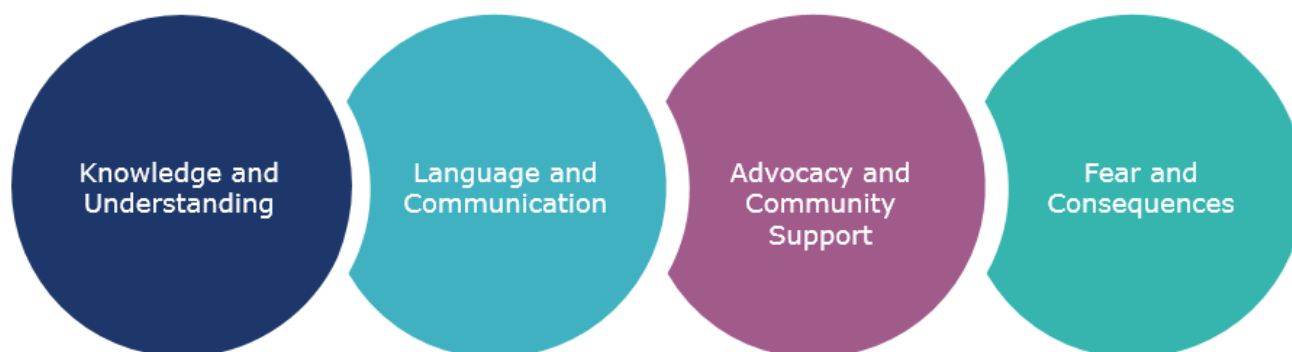 Knowledge and
Understanding
Language and
Communication
Advocacy and
Community
Support
Fear and
Consequences